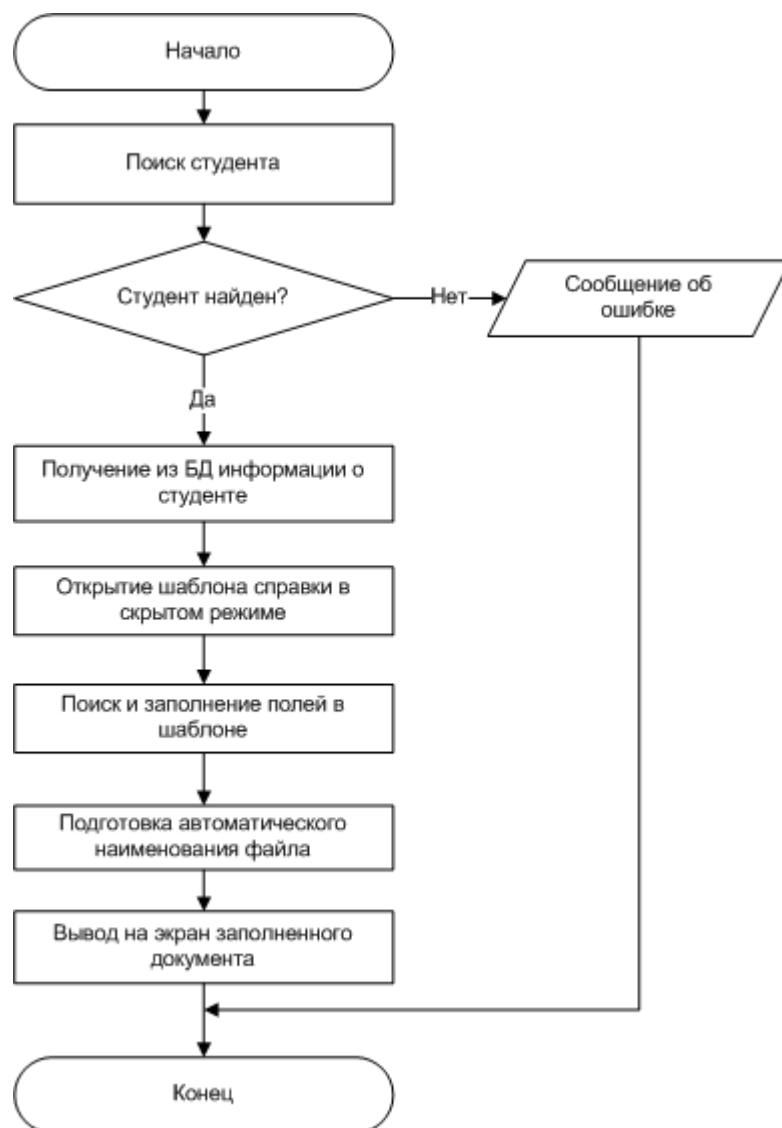 Начало
Поиск студента
Студент найден?
Нет
Сообщение об
ошибке
Да
Получение из БД информации о
студенте
Открытие шаблона справки в
скрытом режиме
Поиск и заполнение полей в
шаблоне
Подготовка автоматического
наименования файла
Вывод на экран заполненного
документа
Конец